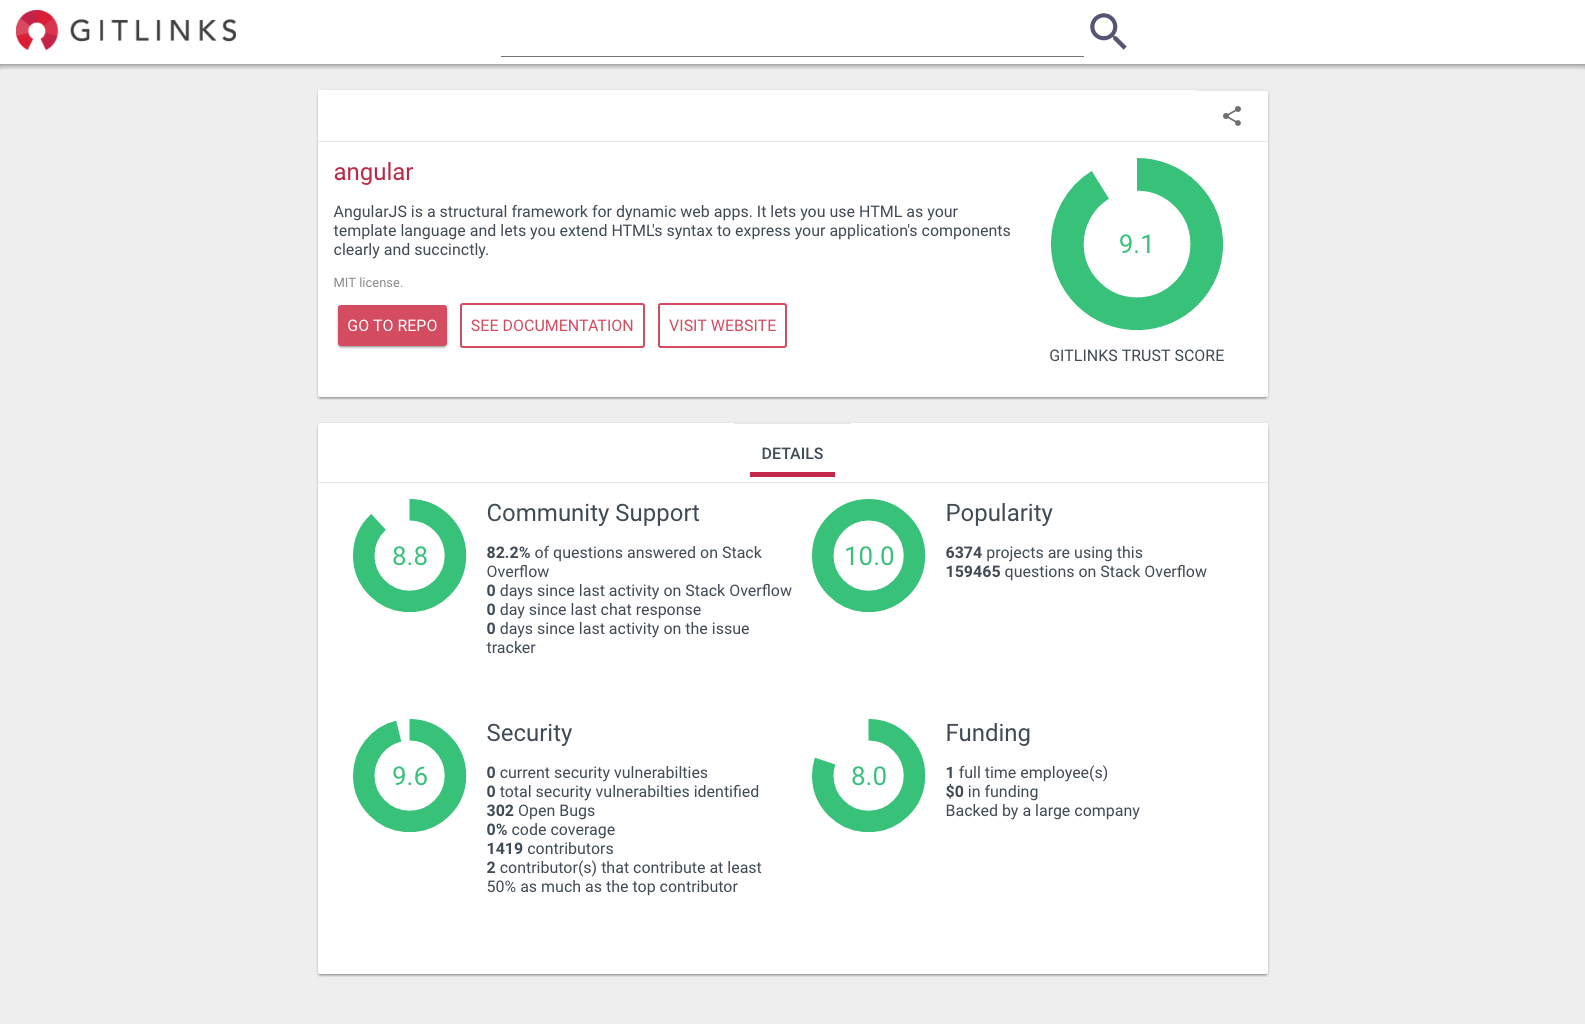 GITLINKS
angular
AngularJS is a structural framework for dynamic web apps. It lets you use HTML as your
template language and lets you extend HTML's syntax to express your application's components
clearly and succinctly.
MIT license.
GO TO REPO
SEE DOCUMENTATION
VISIT WEBSITE
9.1
GITLINKS TRUST SCORE
DETAILS
8.8
Community Support
82.2% of questions answered on Stack
Overflow
0 days since last activity on Stack Overflow
0 day since last chat response
0 days since last activity on the issue
tracker
10.0
Popularity
6374 projects are using this
159465 questions on Stack Overflow
9.6
Security
0 current security vulnerabilties
0 total security vulnerabilties identified
302 Open Bugs
0% code coverage
1419 contributors
2 contributor(s) that contribute at least
50% as much as the top contributor
8.0
Funding
1 full time employee(s)
$0 in funding
Backed by a large company